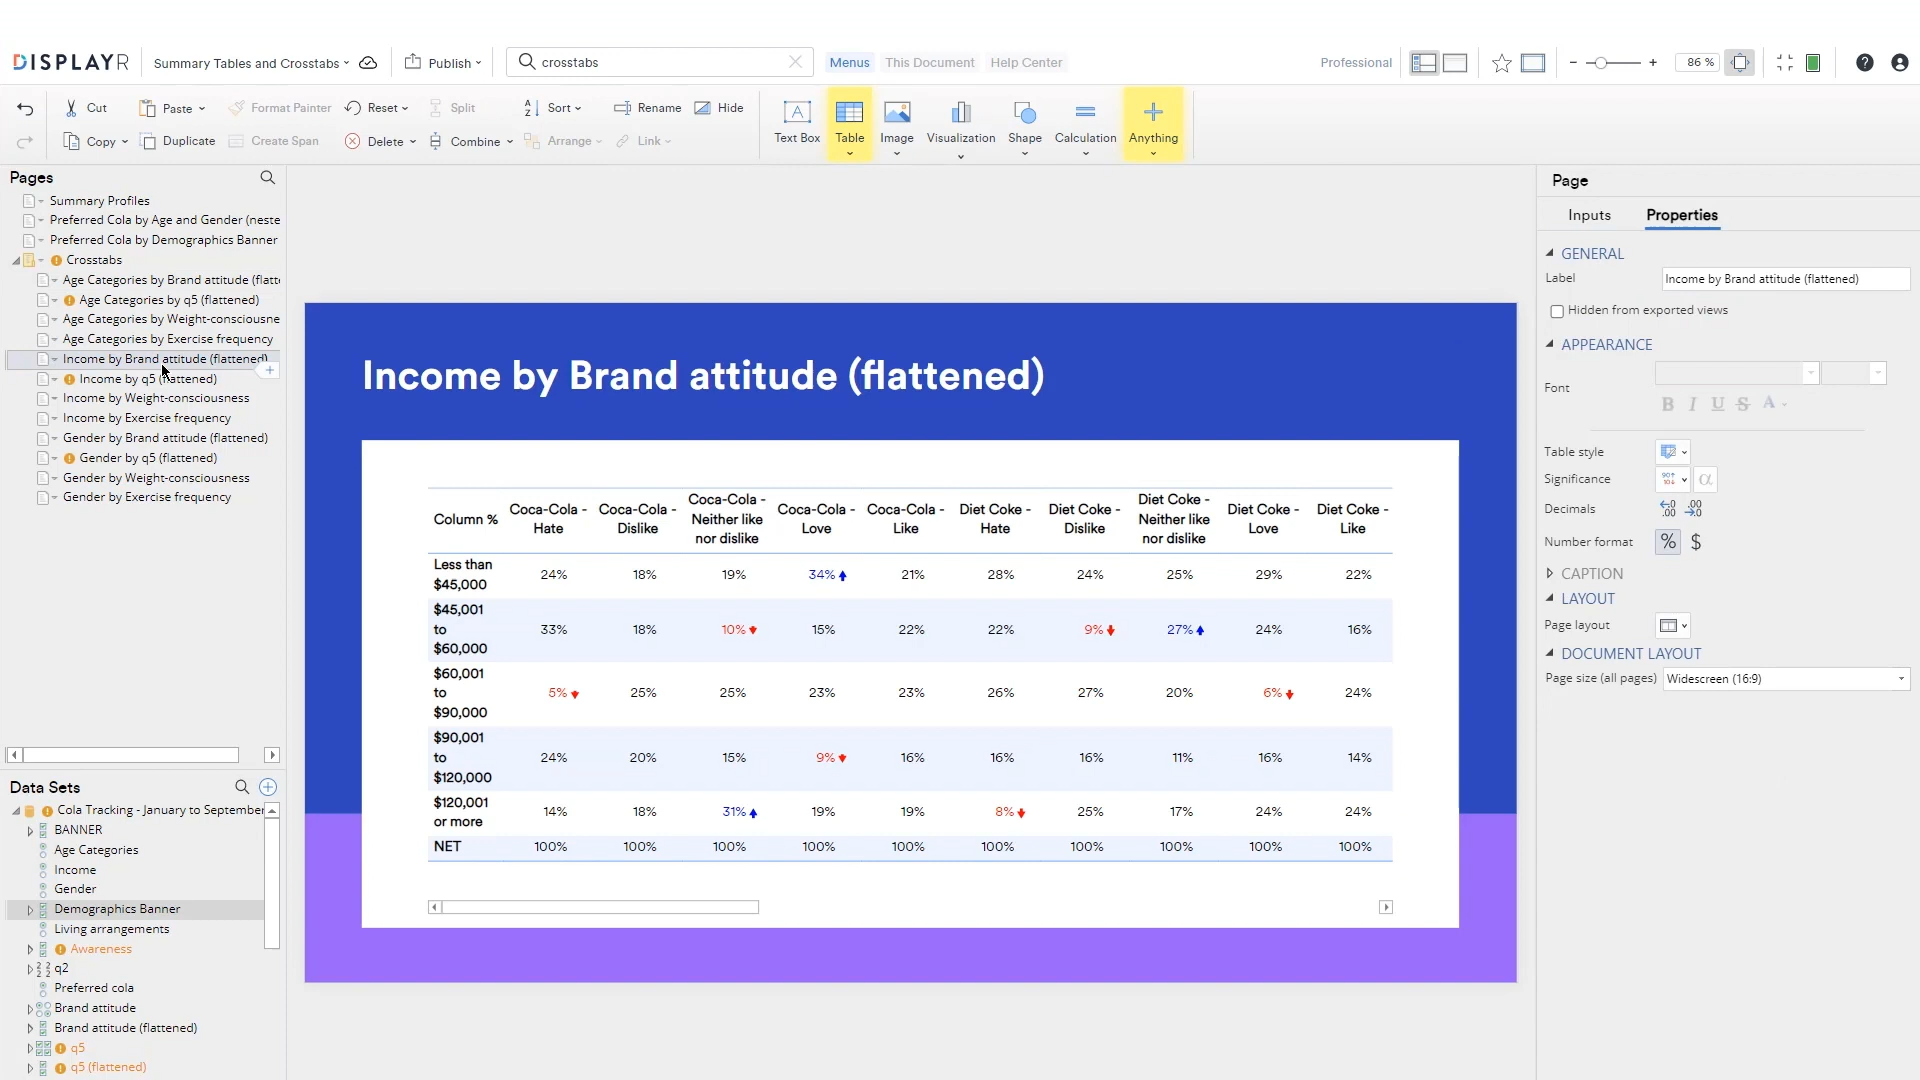 DISPLAYR
Summary Tables and Crosstabs
Publish
crosstabs
Menus
This Document
Help Center
Professional
86 %
Cut
Paste
Format Painter
Reset
Split
Sort
Rename
Hide
Copy
Duplicate
Create Span
Delete
Combine
Arrange
Link
Text Box
Table
Image
Visualization
Shape
Calculation
Anything
Pages
Summary Profiles
Preferred Cola by Age and Gender (neste
Preferred Cola by Demographics Banner
Crosstabs
Age Categories by Brand attitude (flatt
Age Categories by q5 (flattened)
Age Categories by Weight-consciousne
Age Categories by Exercise frequency
Income by Brand attitude (flattened)
Income by q5 (flattened)
Income by Weight-consciousness
Income by Exercise frequency
Gender by Brand attitude (flattened)
Gender by q5 (flattened)
Gender by Weight-consciousness
Gender by Exercise frequency
Data Sets
Cola Tracking - January to September
BANNER
Age Categories
Income
Gender
Demographics Banner
Living arrangements
Awareness
2 2 q2
2 2
Preferred cola
Brand attitude
Brand attitude (flattened)
q5
q5 (flattened)
Income by Brand attitude (flattened)
Column %
Coca-Cola - Hate
Coca-Cola - Dislike
Coca-Cola - Neither like nor dislike
Coca-Cola - Love
Coca-Cola - Like
Diet Coke - Hate
Diet Coke - Dislike
Diet Coke - Neither like nor dislike
Diet Coke - Love
Diet Coke - Like
Less than $45,000 24% 18% 19% 34% 21% 28% 24% 25% 29% 22%
$45,001 to $60,000 33% 18% 10% 15% 22% 22% 9% 27% 24% 16%
$60,001 to $90,000 5% 25% 25% 23% 23% 26% 27% 20% 6% 24%
$90,001 to $120,000 24% 20% 15% 9% 16% 16% 16% 11% 16% 14%
$120,001 or more 14% 18% 31% 19% 19% 8% 25% 17% 24% 24%
NET 100% 100% 100% 100% 100% 100% 100% 100% 100% 100%
Page
Inputs
Properties
GENERAL
Label
Income by Brand attitude (flattened)
Hidden from exported views
APPEARANCE
Font
B I U S A
Table style
Significance
α
Decimals
Number format
% $
CAPTION
LAYOUT
Page layout
DOCUMENT LAYOUT
Page size (all pages)
Widescreen (16:9)